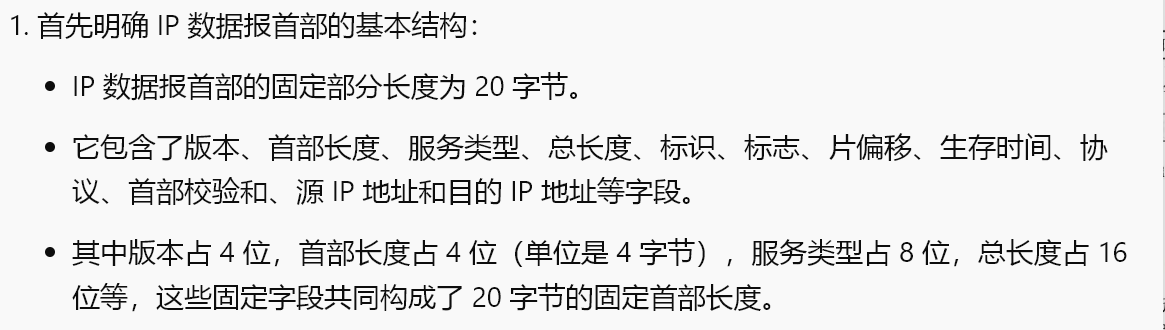 1. 首先明确 IP 数据报首部的基本结构：
• IP 数据报首部的固定部分长度为 20 字节。
• 它包含了版本、首部长度、服务类型、总长度、标识、标志、片偏移、生存时间、协
议、首部校验和、源 IP 地址和目的 IP 地址等字段。
• 其中版本占 4 位，首部长度占 4 位（单位是 4 字节），服务类型占 8 位，总长度占 16
位等，这些固定字段共同构成了 20 字节的固定首部长度。